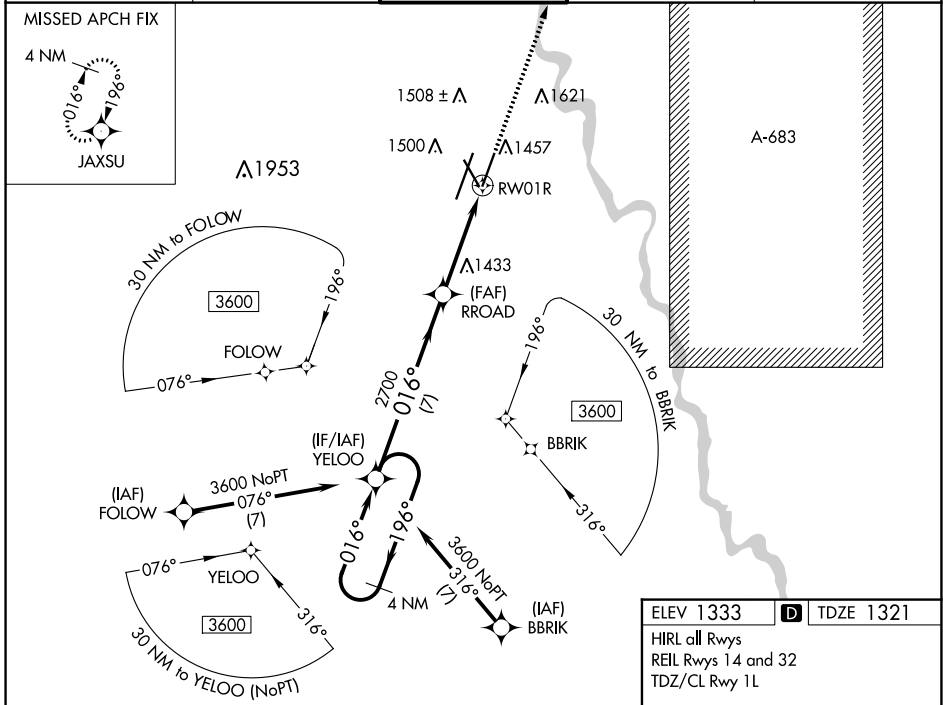 MISSED APCH FIX
4 NM
016°
196°
JAXSU
1508 ±
1621
1500
1457
A-683
1953
RW01R
30 NM to FOLOW
196°
3600
1433
(FAF)
RROAD
FOLOW
076°
30 NM to BBRIK
196°
3600
BBRIK
316°
2700
016°
(7)
(IF/IAF)
YELOO
3600 NoPT
076°
(7)
(IAF)
FOLOW
016°
196°
4 NM
3600 NoPT
316°
(7)
(IAF)
BBRIK
076°
YELOO
316°
3600
30 NM to YELOO (NoPT)
ELEV 1333 D TDZE 1321
HIRL all Rwys
REIL Rwys 14 and 32
TDZ/CL Rwy 1L